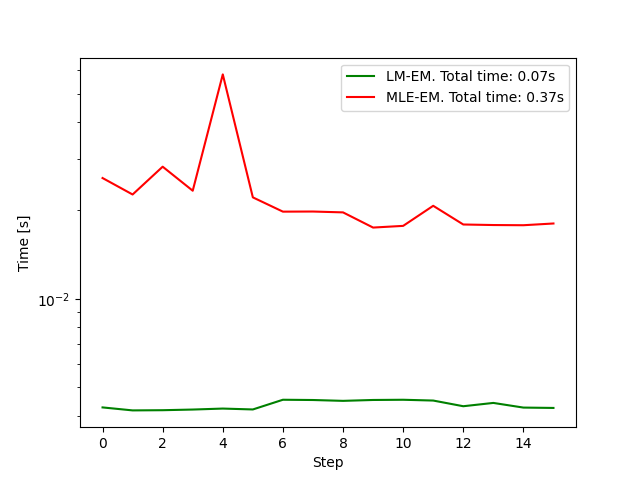 LM-EM. Total time: 0.07s
MLE-EM. Total time: 0.37s
Time [s]
10⁻²
0 2 4 6 8 10 12 14
Step